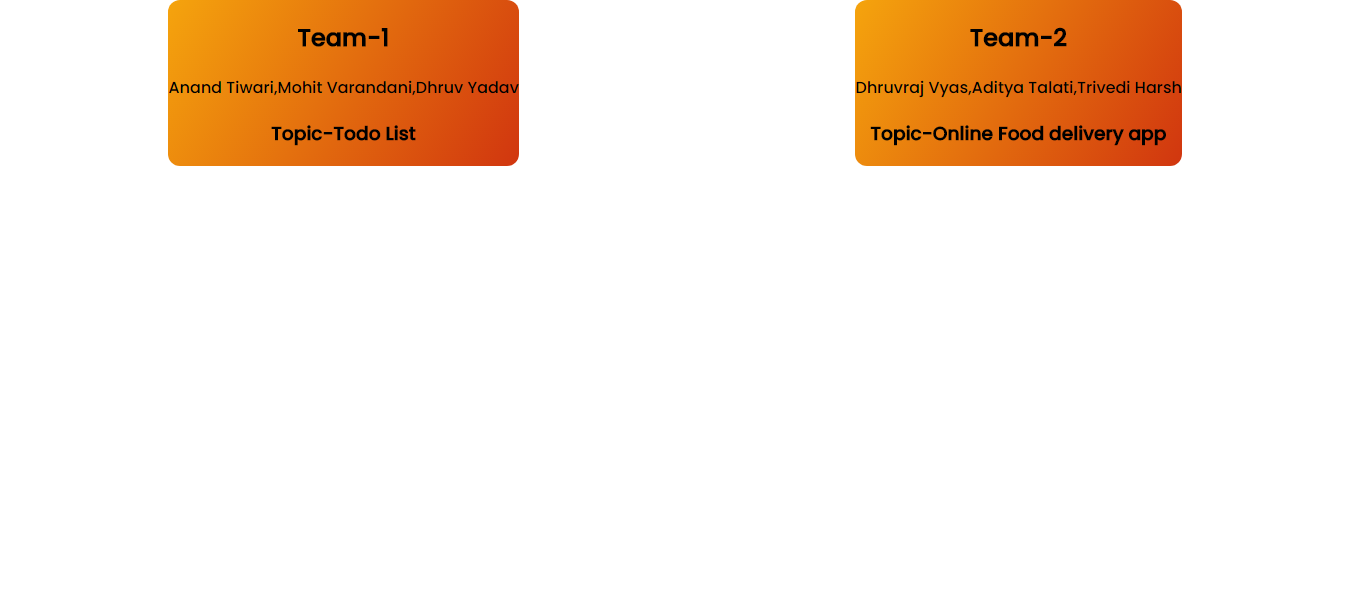 Team-1
Anand Tiwari,Mohit Varandani,Dhruv Yadav
Topic-Todo List
Team-2
Dhruvraj Vyas,Aditya Talati,Trivedi Harsh
Topic-Online Food delivery app